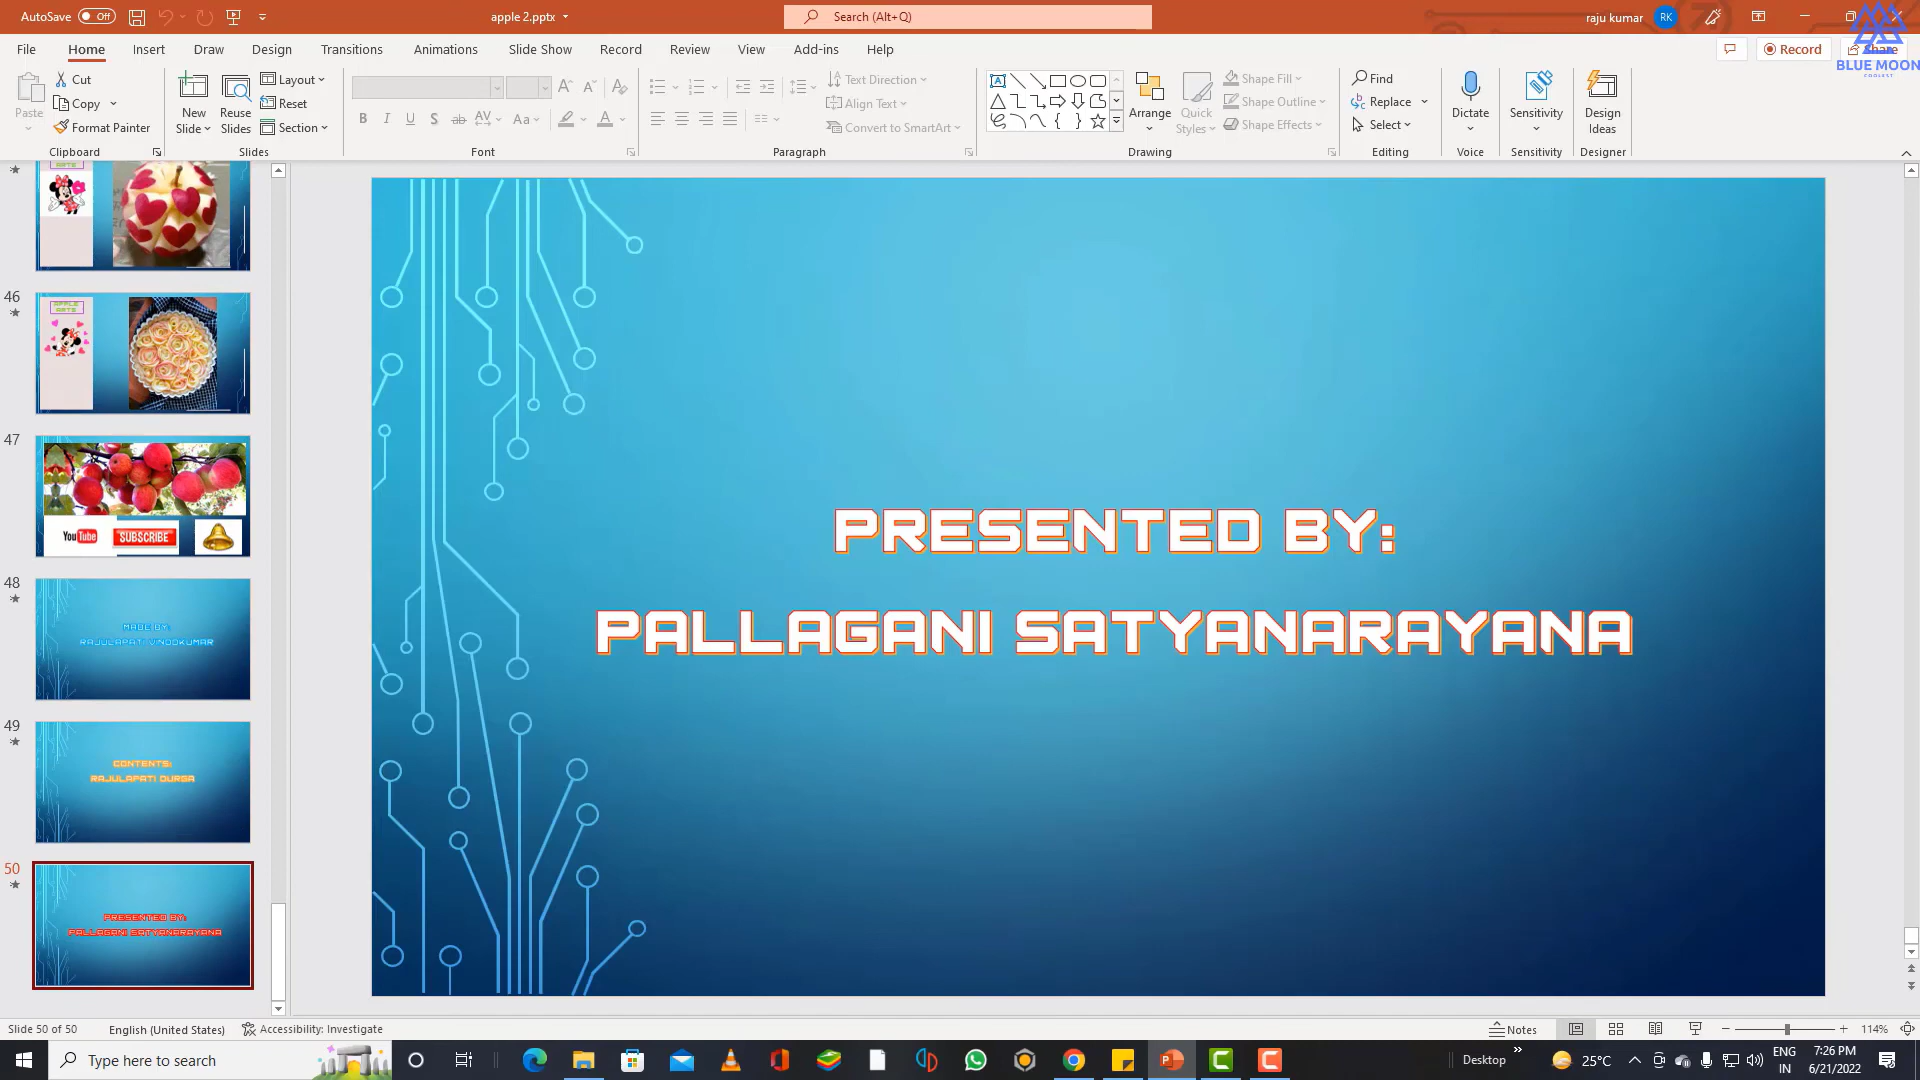 AutoSave Off apple 2.pptx Search (Alt+Q) raju kumar RK
File Home Insert Draw Design Transitions Animations Slide Show Record Review View Add-ins Help Record Share
BLUE MOON
Paste Cut Copy Format Painter
Clipboard
New Slide Reuse Slides Layout Reset Section
Slides
B I U S ab AV Aa A
Font
Text Direction
Align Text
Convert to SmartArt
Paragraph
Arrange Quick Styles Shape Fill Shape Outline Shape Effects
Drawing
Find
Replace
Select
Editing
Dictate
Voice
Sensitivity
Sensitivity
Design Ideas
Designer
46
APPLE
ARTS
47
YouTube SUBSCRIBE
48
MADE BY:
RAJULAPATI VINODKUMAR
49
CONTENTS:
RAJULAPATI DURGA
50
PRESENTED BY:
PALLAGANI SATYANARAYANA
PRESENTED BY:
PALLAGANI SATYANARAYANA
Slide 50 of 50 English (United States) Accessibility: Investigate Notes 114%
Type here to search Desktop 25°C ENG IN 7:26 PM 6/21/2022